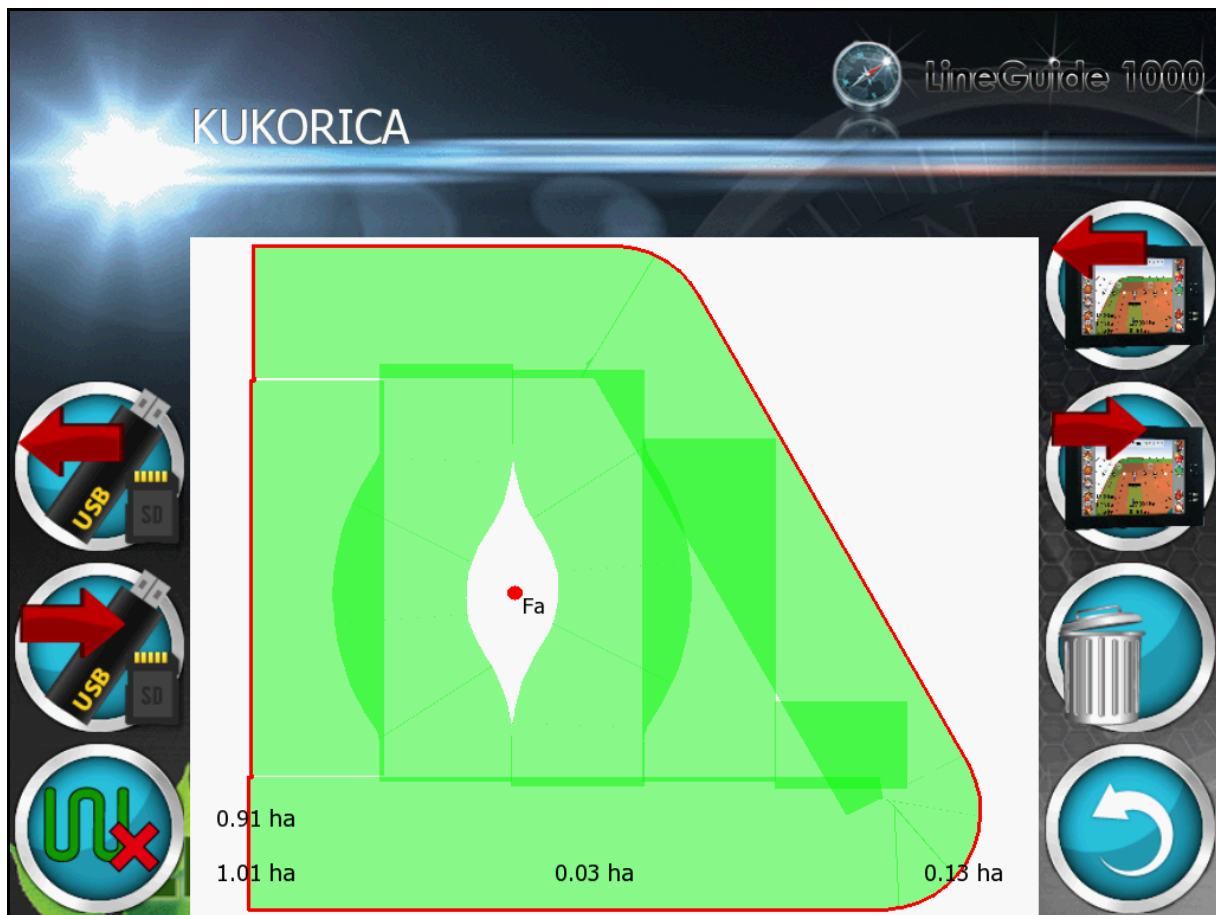 LineGuide 1000
KUKORICA
USB
SD
USB
SD
Fa
0.91 ha
1.01 ha
0.03 ha
0.13 ha